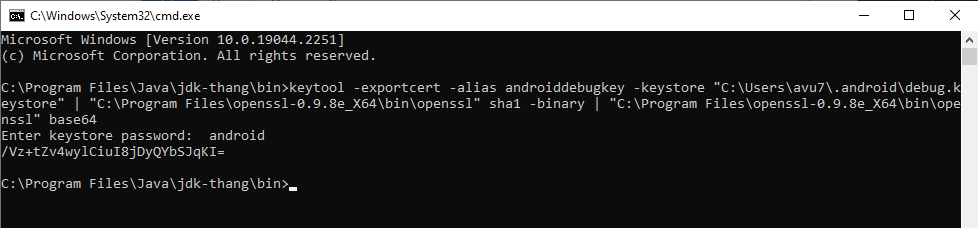 C:\Windows\System32\cmd.exe
Microsoft Windows [Version 10.0.19044.2251]
(c) Microsoft Corporation. All rights reserved.
C:\Program Files\Java\jdk-thang\bin>keytool -exportcert -alias androiddebugkey -keystore "C:\Users\avu7\.android\debug.k
eystore" | "C:\Program Files\openssl-0.9.8e_X64\bin\openssl" sha1 -binary | "C:\Program Files\openssl-0.9.8e_X64\bin\ope
nssl" base64
Enter keystore password:  android
/Vz+tZv4wylCiuI8jDyQYbSJqKI=
C:\Program Files\Java\jdk-thang\bin>